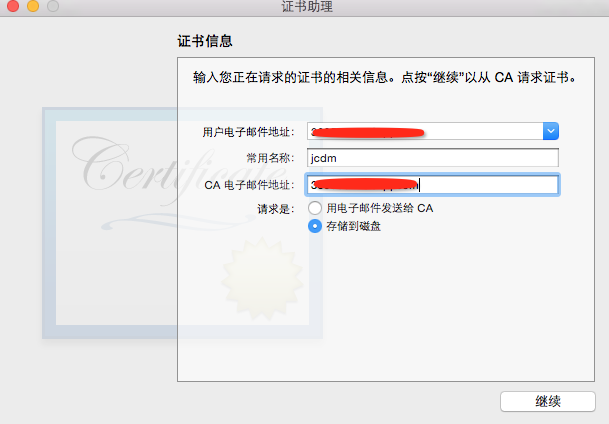 证书助理
证书信息
输入您正在请求的证书的相关信息。点按“继续”以从 CA 请求证书。
Certificate
用户电子邮件地址：
常用名称： jcdm
CA 电子邮件地址：
请求是： 用电子邮件发送给 CA
存储到磁盘
继续